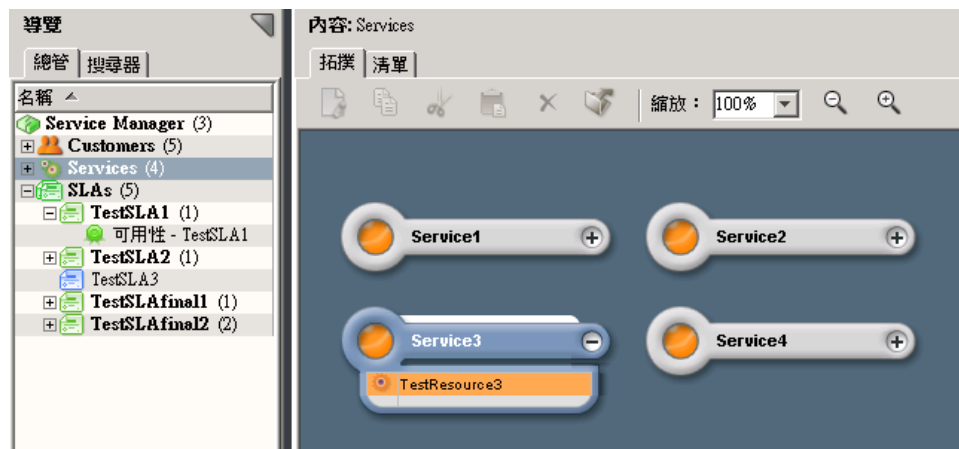 導覽
總管 搜尋器
名稱
Service Manager (3)
Customers (5)
Services (4)
SLAs (5)
TestSLA1 (1)
可用性 - TestSLA1
TestSLA2 (1)
TestSLA3
TestSLAfinal1 (1)
TestSLAfinal2 (2)
內容: Services
拓撲 清單
縮放： 100%
Service1
Service2
Service3
Service4
TestResource3